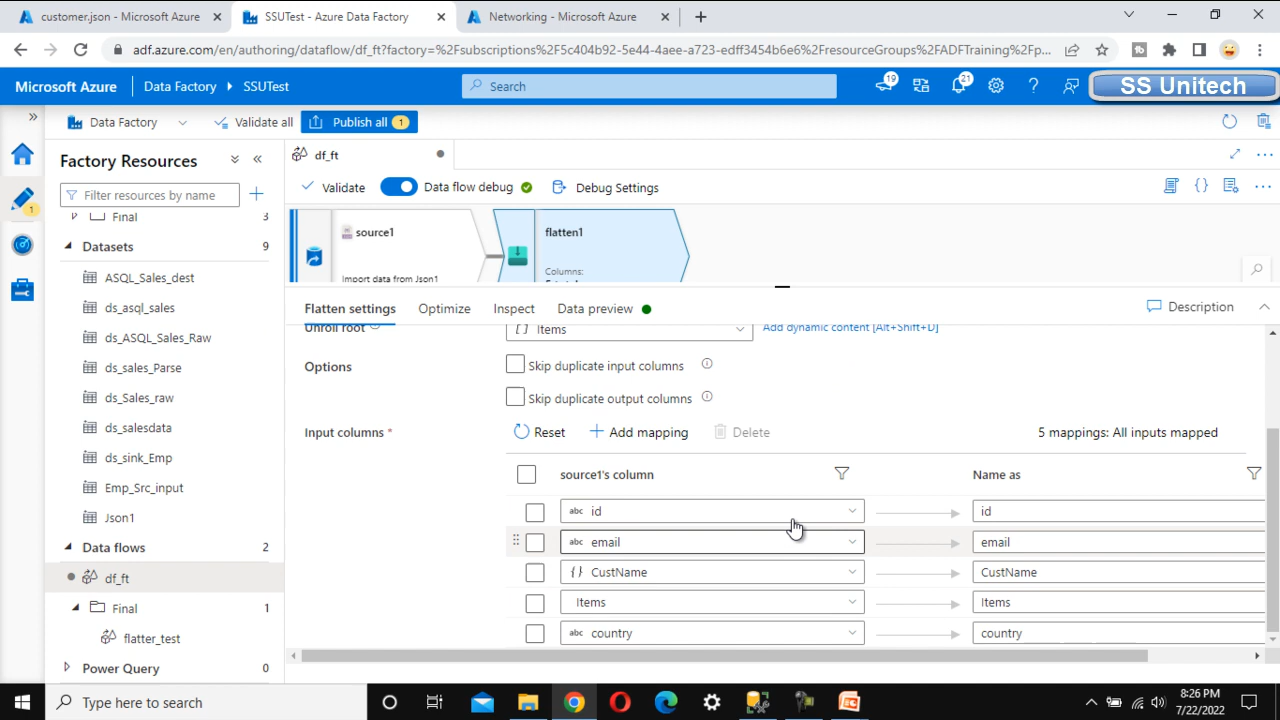 customer.json - Microsoft Azure
SSUTest - Azure Data Factory
Networking - Microsoft Azure
adf.azure.com/en/authoring/dataflow/df_ft?factory=%2Fsubscriptions%2F5c404b92-5e44-4aee-a723-edff3454b6e6%2FresourceGroups%2FADFTraining%2Fp...
Microsoft Azure
Data Factory
SSUTest
Search
19
21
SS Unitech
Data Factory
Validate all
Publish all 1
Factory Resources
df_ft
Filter resources by name
Validate
Data flow debug
Debug Settings
1
Final 3
Datasets 9
ASQL_Sales_dest
ds_asql_sales
ds_ASQL_Sales_Raw
ds_sales_Parse
ds_Sales_raw
ds_salesdata
ds_sink_Emp
Emp_Src_input
Json1
Data flows 2
df_ft
Final 1
flatter_test
Power Query 0
source1
Import data from Json1
flatten1
Columns:
Flatten settings
Optimize
Inspect
Data preview
Description
Unroll root
[ ] Items
Add dynamic content [Alt+Shift+D]
Options
Skip duplicate input columns
Skip duplicate output columns
Input columns *
Reset
Add mapping
Delete
5 mappings: All inputs mapped
source1's column
Name as
abc id
id
abc email
email
{ } CustName
CustName
Items
Items
abc country
country
Type here to search
8:26 PM
7/22/2022